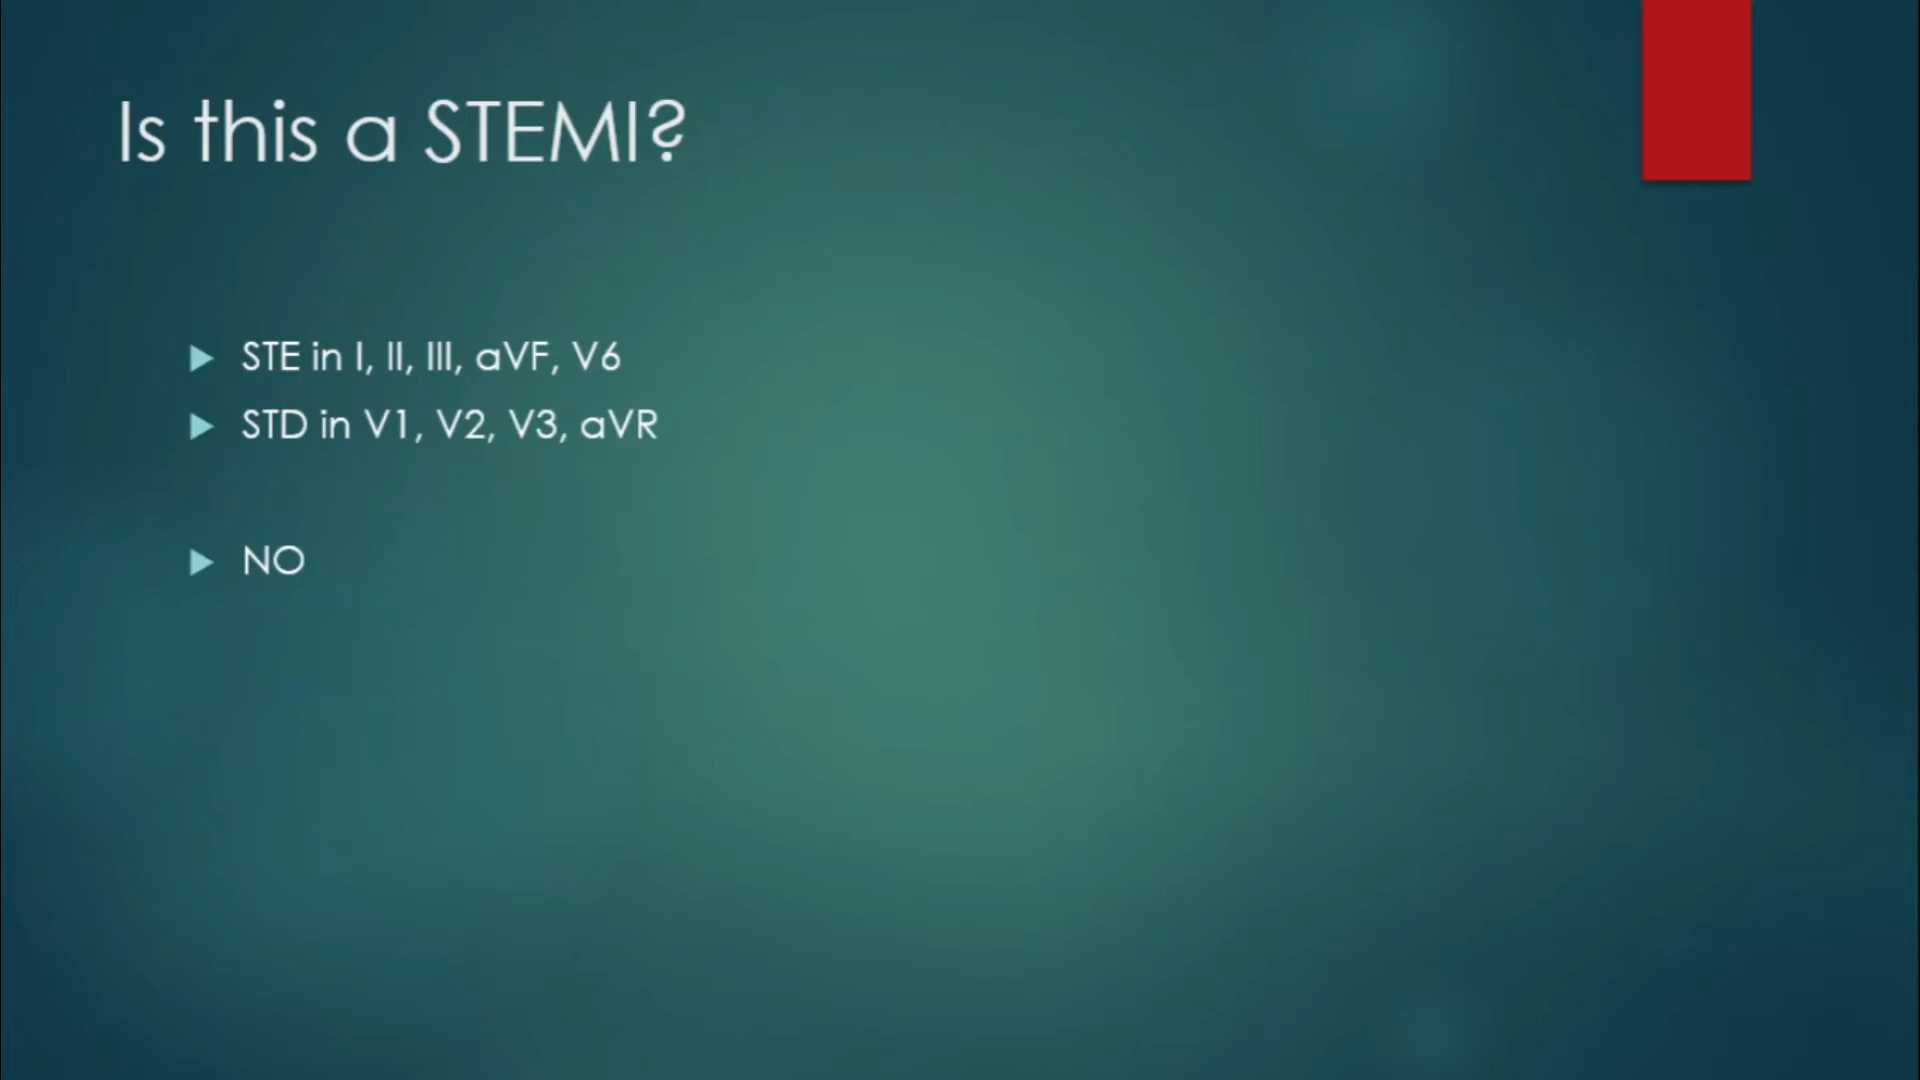 Is this a STEMI?
STE in I, II, III, aVF, V6
STD in V1, V2, V3, aVR
NO